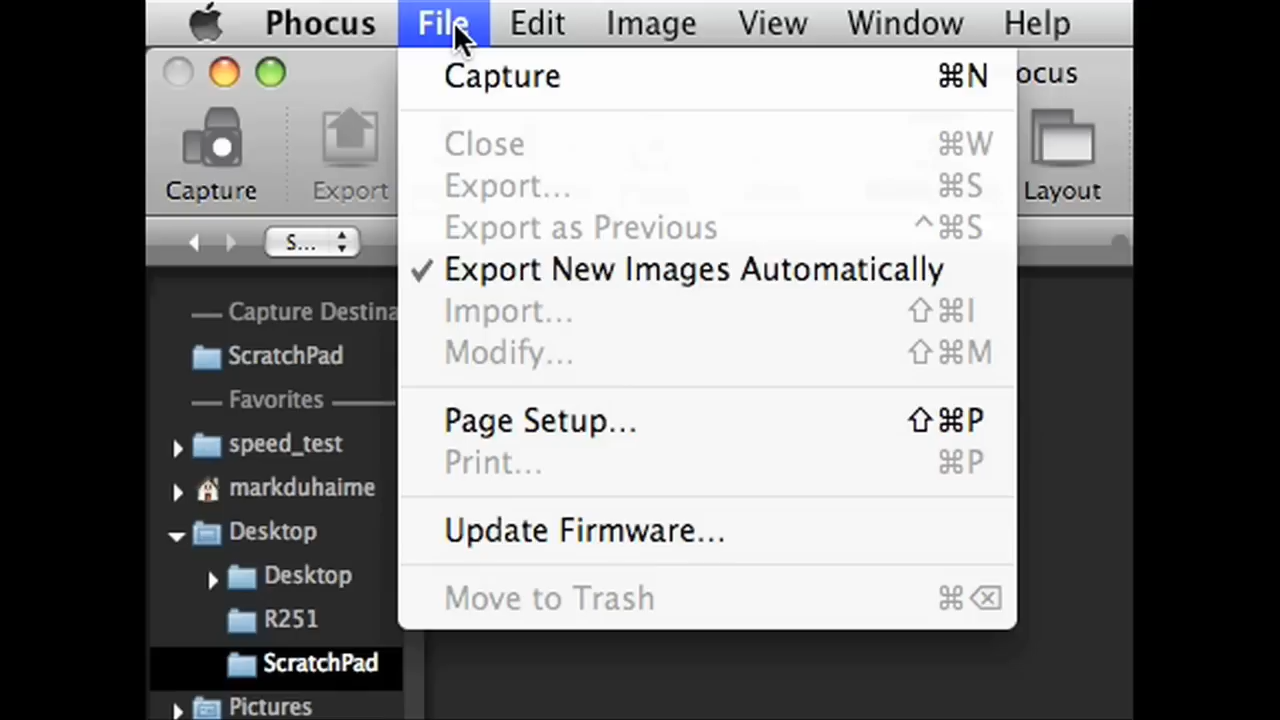 Phocus File Edit Image View Window Help
ocus
Capture Export Layout
S...
Capture ⌘N
Close ⌘W
Export... ⌘S
Export as Previous ^⌘S
✓ Export New Images Automatically
Import... ⇧⌘I
Modify... ⇧⌘M
Page Setup... ⇧⌘P
Print... ⌘P
Update Firmware...
Move to Trash ⌘⌫
Capture Destina
ScratchPad
Favorites
speed_test
markduhaime
Desktop
Desktop
R251
ScratchPad
Pictures